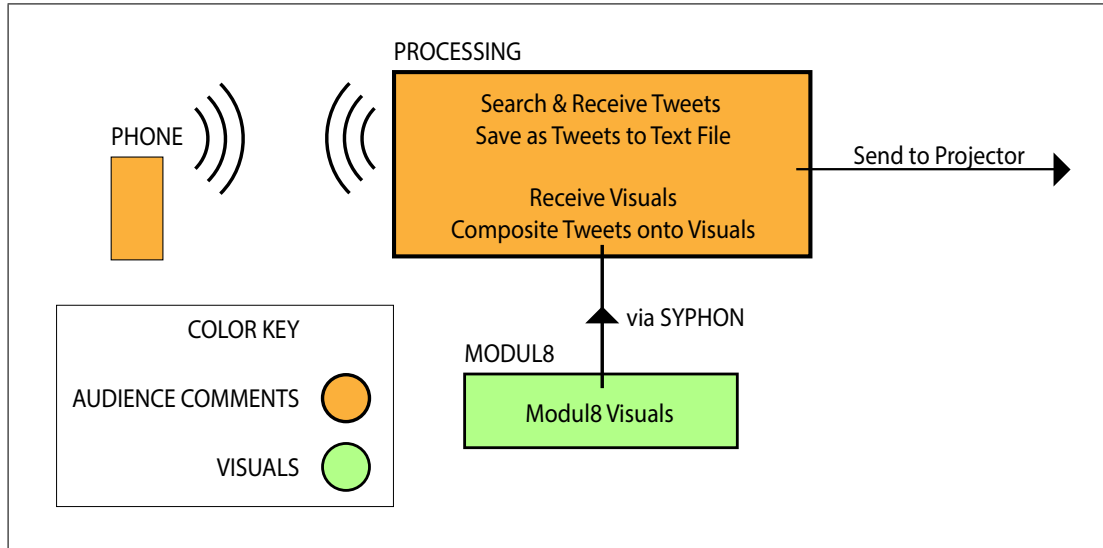 PROCESSING
Search & Receive Tweets
Save as Tweets to Text File
Receive Visuals
Composite Tweets onto Visuals
PHONE
Send to Projector
via SYPHON
MODUL8
Modul8 Visuals
COLOR KEY
AUDIENCE COMMENTS
VISUALS